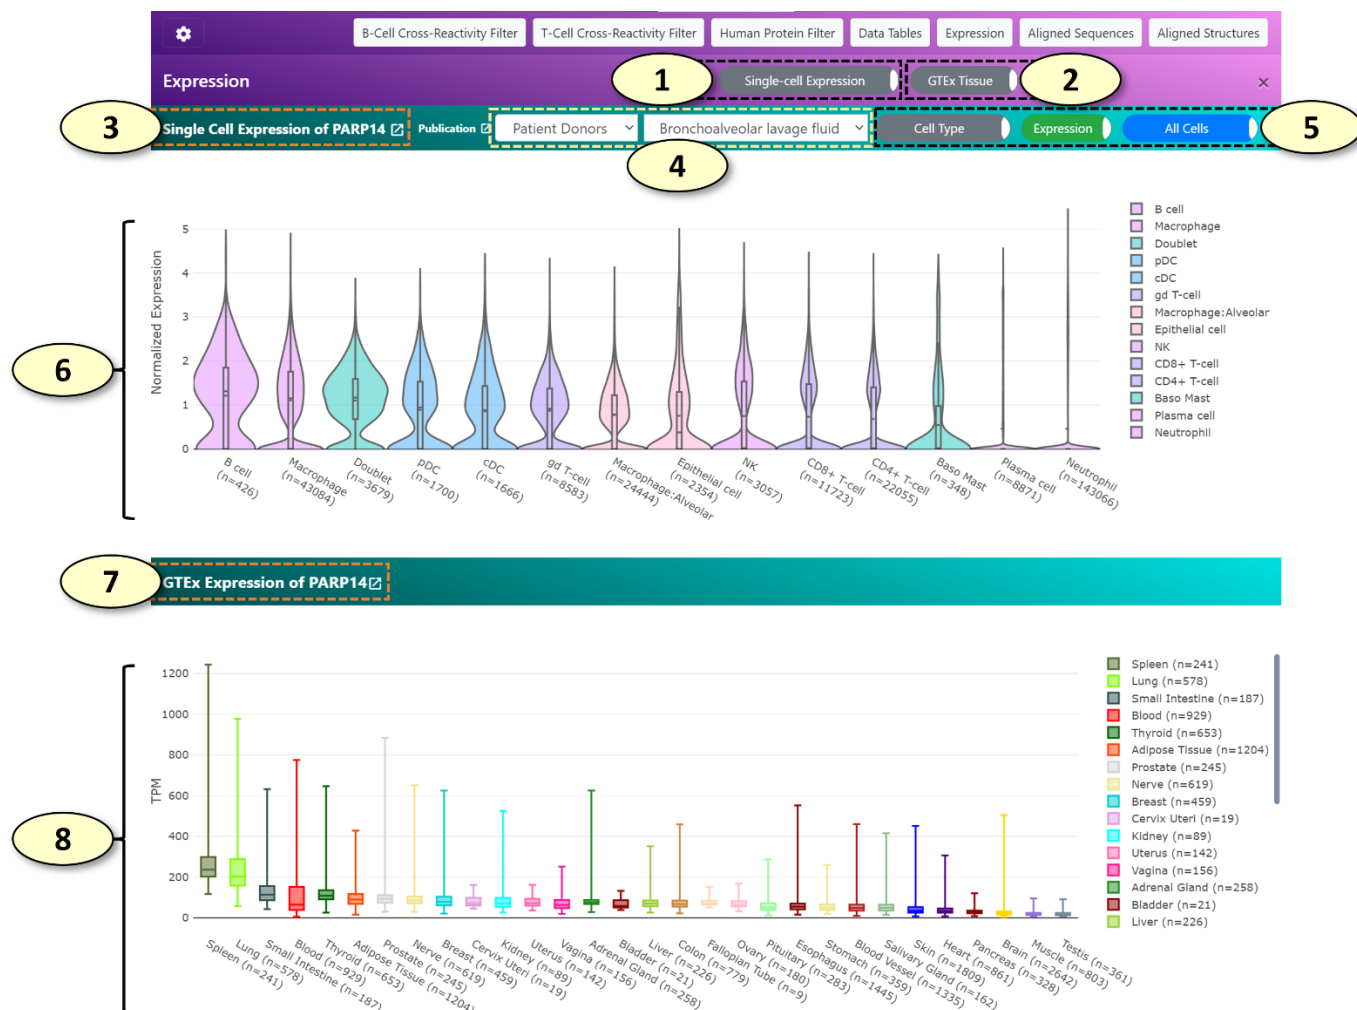 B-Cell Cross-Reactivity Filter T-Cell Cross-Reactivity Filter Human Protein Filter Data Tables Expression Aligned Sequences Aligned Structures
Expression 1 Single-cell Expression GTEx Tissue 2 ×
3 Single Cell Expression of PARP14 Publication Patient Donors Bronchoalveolar lavage fluid Cell Type Expression All Cells 5
4
6
Normalized Expression
5
4
3
2
1
0
B cell (n=426)
Macrophage (n=43084)
Doublet (n=3679)
pDC (n=1700)
cDC (n=1666)
gd T-cell (n=8583)
Macrophage:Alveolar (n=24444)
Epithelial cell (n=2354)
NK (n=3057)
CD8+ T-cell (n=11723)
CD4+ T-cell (n=22055)
Baso Mast (n=348)
Plasma cell (n=8871)
Neutrophil (n=143066)
B cell
Macrophage
Doublet
pDC
cDC
gd T-cell
Macrophage:Alveolar
Epithelial cell
NK
CD8+ T-cell
CD4+ T-cell
Baso Mast
Plasma cell
Neutrophil
7 GTEx Expression of PARP14
8
TPM
1200
1000
800
600
400
200
0
Spleen (n=241)
Lung (n=578)
Small Intestine (n=187)
Blood (n=929)
Thyroid (n=653)
Adipose Tissue (n=1204)
Prostate (n=245)
Nerve (n=619)
Breast (n=459)
Cervix Uteri (n=19)
Kidney (n=89)
Uterus (n=142)
Vagina (n=156)
Adrenal Gland (n=258)
Bladder (n=21)
Liver (n=226)
Colon (n=779)
Fallopian Tube (n=9)
Ovary (n=180)
Pituitary (n=283)
Esophagus (n=1445)
Stomach (n=359)
Blood Vessel (n=1335)
Salivary Gland (n=162)
Skin (n=1809)
Heart (n=861)
Pancreas (n=328)
Brain (n=2642)
Muscle (n=803)
Testis (n=361)
Spleen (n=241)
Lung (n=578)
Small Intestine (n=187)
Blood (n=929)
Thyroid (n=653)
Adipose Tissue (n=1204)
Prostate (n=245)
Nerve (n=619)
Breast (n=459)
Cervix Uteri (n=19)
Kidney (n=89)
Uterus (n=142)
Vagina (n=156)
Adrenal Gland (n=258)
Bladder (n=21)
Liver (n=226)